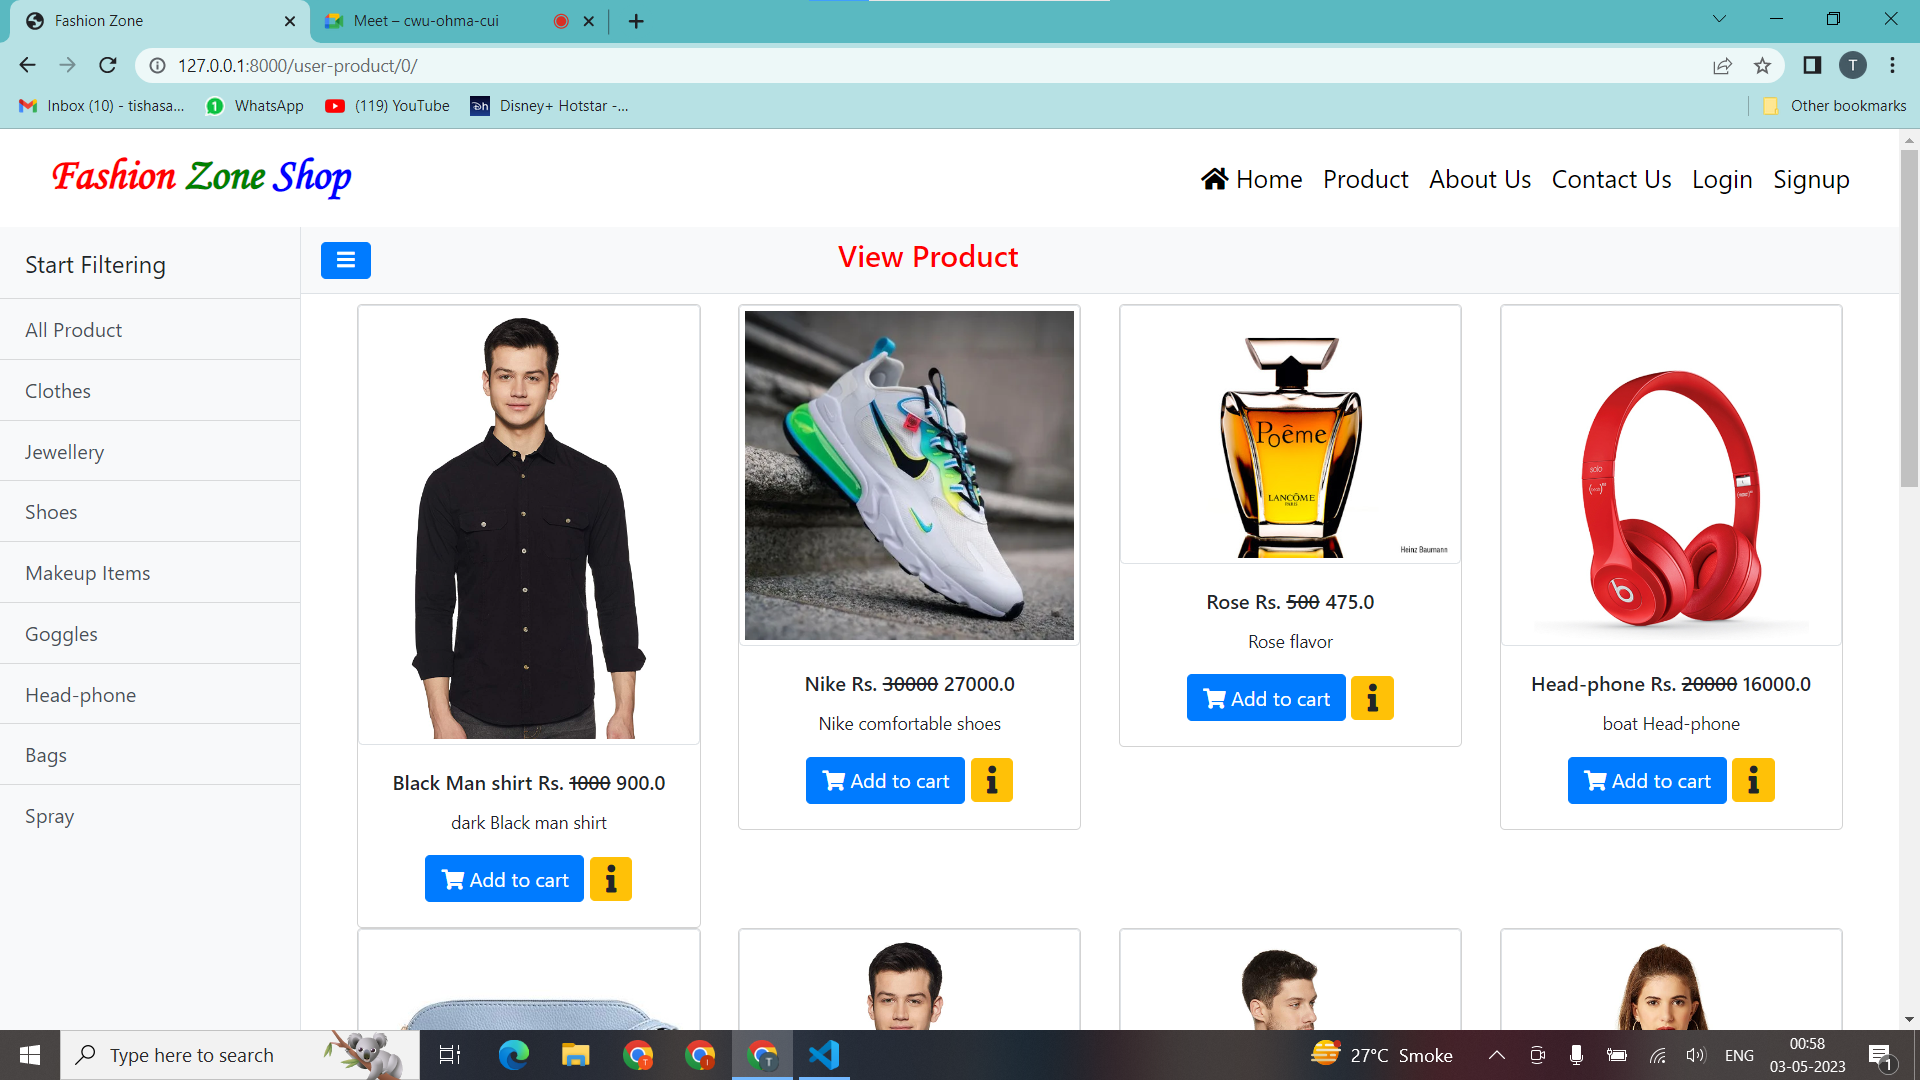 Fashion Zone
Meet – cwu-ohma-cui
127.0.0.1:8000/user-product/0/
T
Inbox (10) - tishasa...
WhatsApp
(119) YouTube
Disney+ Hotstar -...
Other bookmarks
Fashion Zone Shop
Home
Product
About Us
Contact Us
Login
Signup
Start Filtering
View Product
All Product
Clothes
Jewellery
Shoes
Makeup Items
Goggles
Head-phone
Bags
Spray
Poême
LANCÔME
PARIS
Heinz Baumann
solo
b
Black Man shirt Rs. 1000 900.0
dark Black man shirt
Add to cart
Nike Rs. 30000 27000.0
Nike comfortable shoes
Add to cart
Rose Rs. 500 475.0
Rose flavor
Add to cart
Head-phone Rs. 20000 16000.0
boat Head-phone
Add to cart
Type here to search
27°C Smoke
ENG
00:58
03-05-2023
1